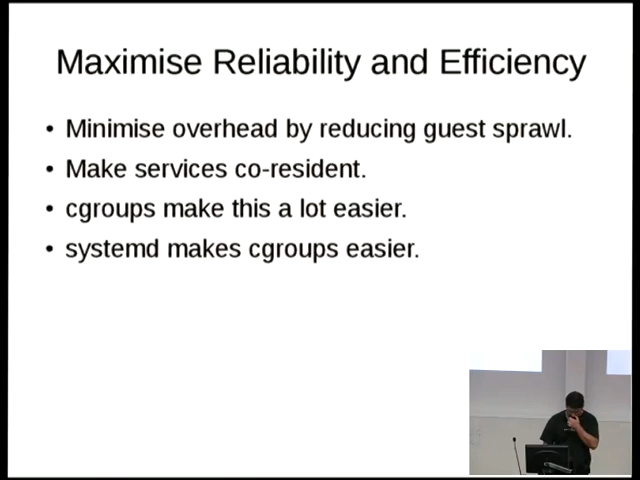 Maximise Reliability and Efficiency
• Minimise overhead by reducing guest sprawl.
• Make services co-resident.
• cgroups make this a lot easier.
• systemd makes cgroups easier.